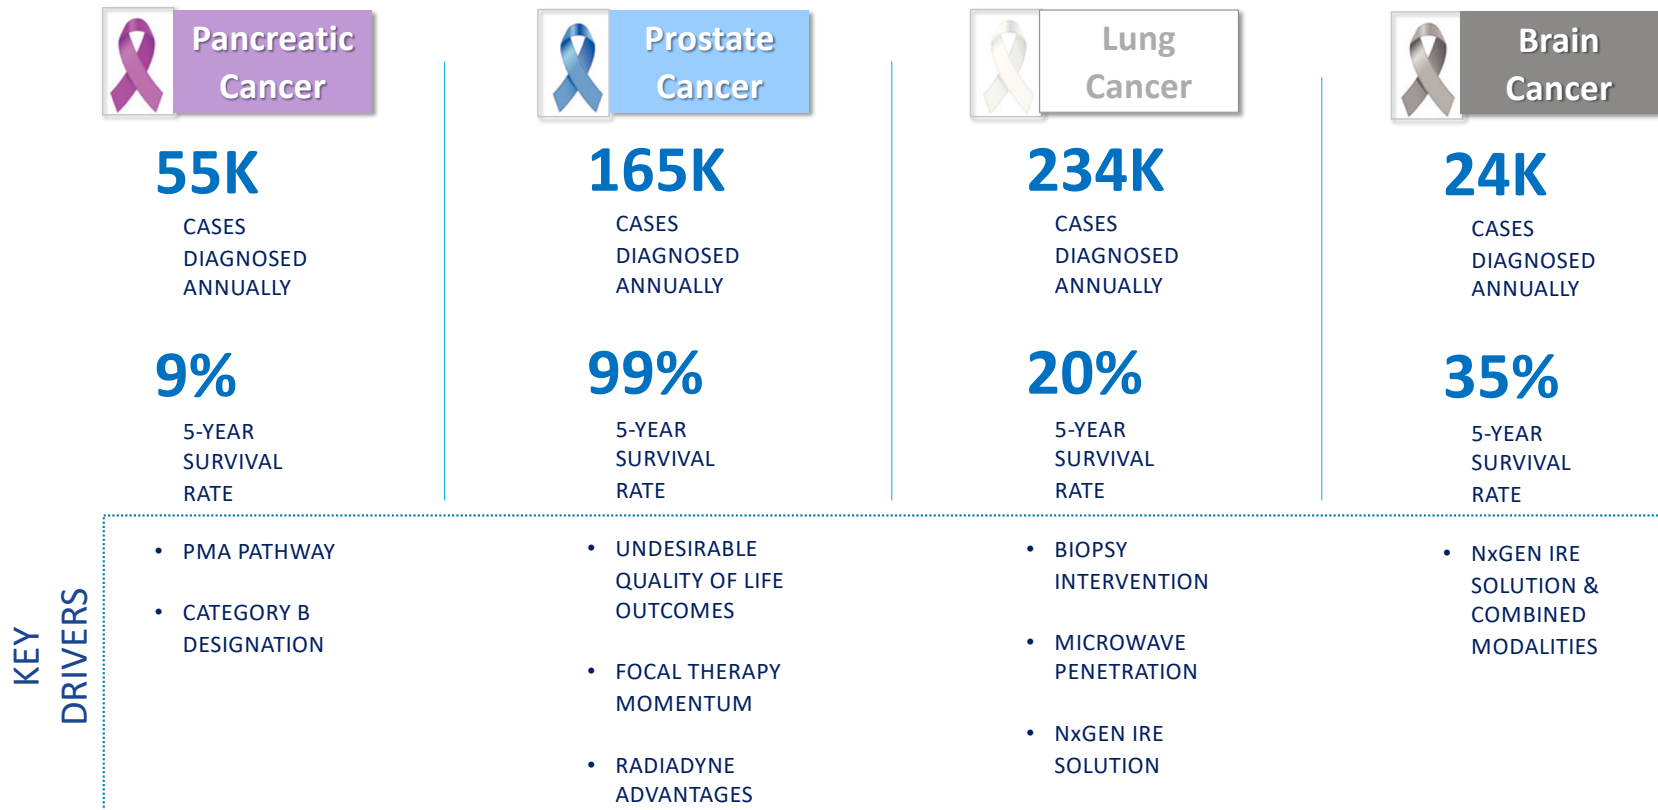 Pancreatic
Cancer
55K
CASES
DIAGNOSED
ANNUALLY
9%
5-YEAR
SURVIVAL
RATE
Prostate
Cancer
165K
CASES
DIAGNOSED
ANNUALLY
99%
5-YEAR
SURVIVAL
RATE
Lung
Cancer
234K
CASES
DIAGNOSED
ANNUALLY
20%
5-YEAR
SURVIVAL
RATE
Brain
Cancer
24K
CASES
DIAGNOSED
ANNUALLY
35%
5-YEAR
SURVIVAL
RATE
KEY
DRIVERS
• PMA PATHWAY
• CATEGORY B
DESIGNATION
• UNDESIRABLE
QUALITY OF LIFE
OUTCOMES
• FOCAL THERAPY
MOMENTUM
• RADIADYNE
ADVANTAGES
• BIOPSY
INTERVENTION
• MICROWAVE
PENETRATION
• NxGEN IRE
SOLUTION
• NxGEN IRE
SOLUTION &
COMBINED
MODALITIES